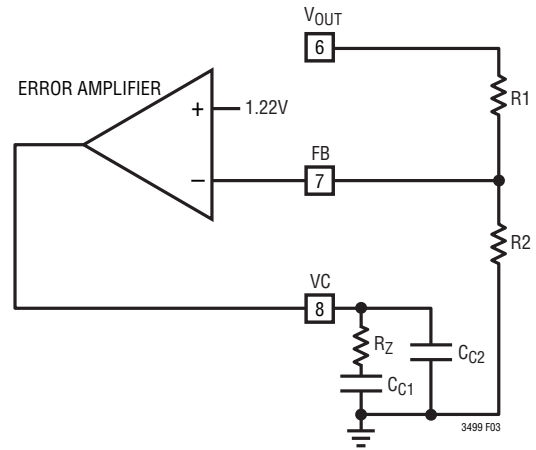 VOUT
6
ERROR AMPLIFIER
R1
+
1.22V
FB
–
7
R2
VC
8
RZ
CC2
CC1
3499 F03